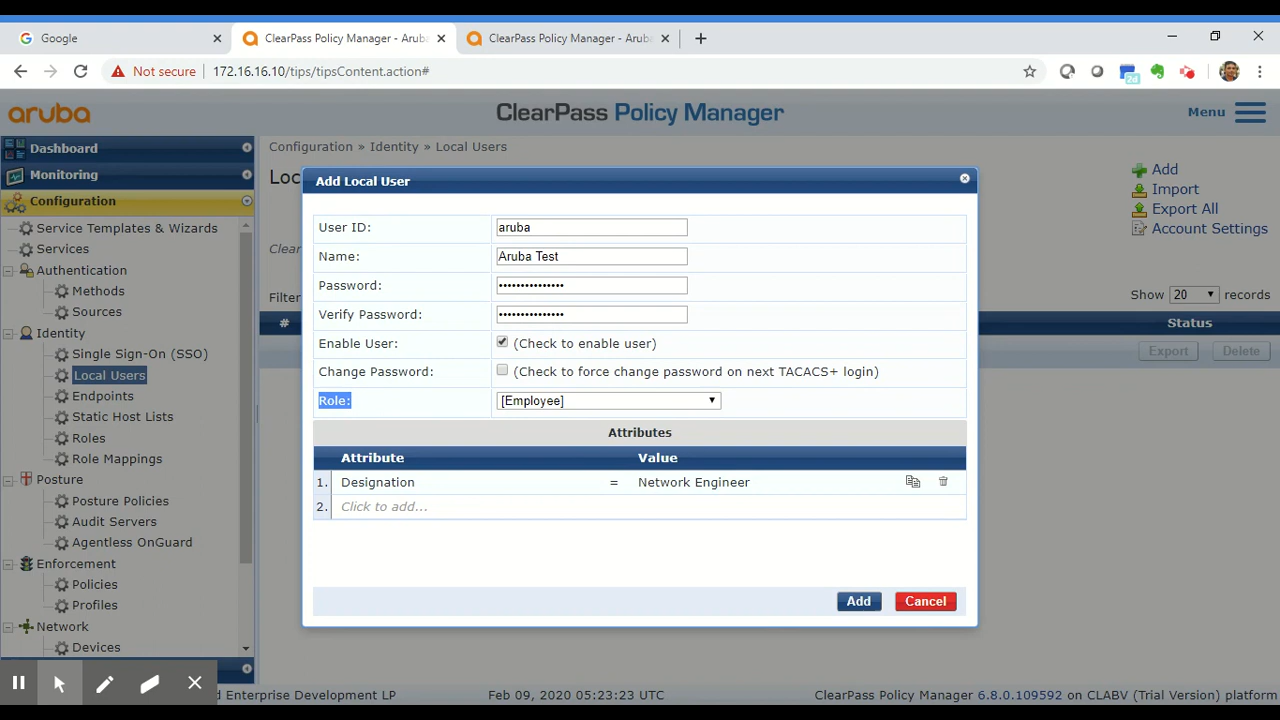 Google
ClearPass Policy Manager - Aruba
ClearPass Policy Manager - Aruba
Not secure
172.16.16.10/tips/tipsContent.action#
2d
aruba
ClearPass Policy Manager
Menu
Dashboard
Monitoring
Configuration
Service Templates & Wizards
Services
Authentication
Methods
Sources
Identity
Single Sign-On (SSO)
Local Users
Endpoints
Static Host Lists
Roles
Role Mappings
Posture
Posture Policies
Audit Servers
Agentless OnGuard
Enforcement
Policies
Profiles
Network
Devices
Configuration » Identity » Local Users
Loc
Add
Import
Export All
Account Settings
Clear
Filter
Show 20 records
#
Status
Export
Delete
Add Local User
User ID: aruba
Name: Aruba Test
Password: •••••••••••••••
Verify Password: •••••••••••••••
Enable User: (Check to enable user)
Change Password: (Check to force change password on next TACACS+ login)
Role: [Employee]
Attributes
Attribute Value
1. Designation = Network Engineer
2. Click to add...
Add
Cancel
d Enterprise Development LP
Feb 09, 2020 05:23:23 UTC
ClearPass Policy Manager 6.8.0.109592 on CLABV (Trial Version) platform